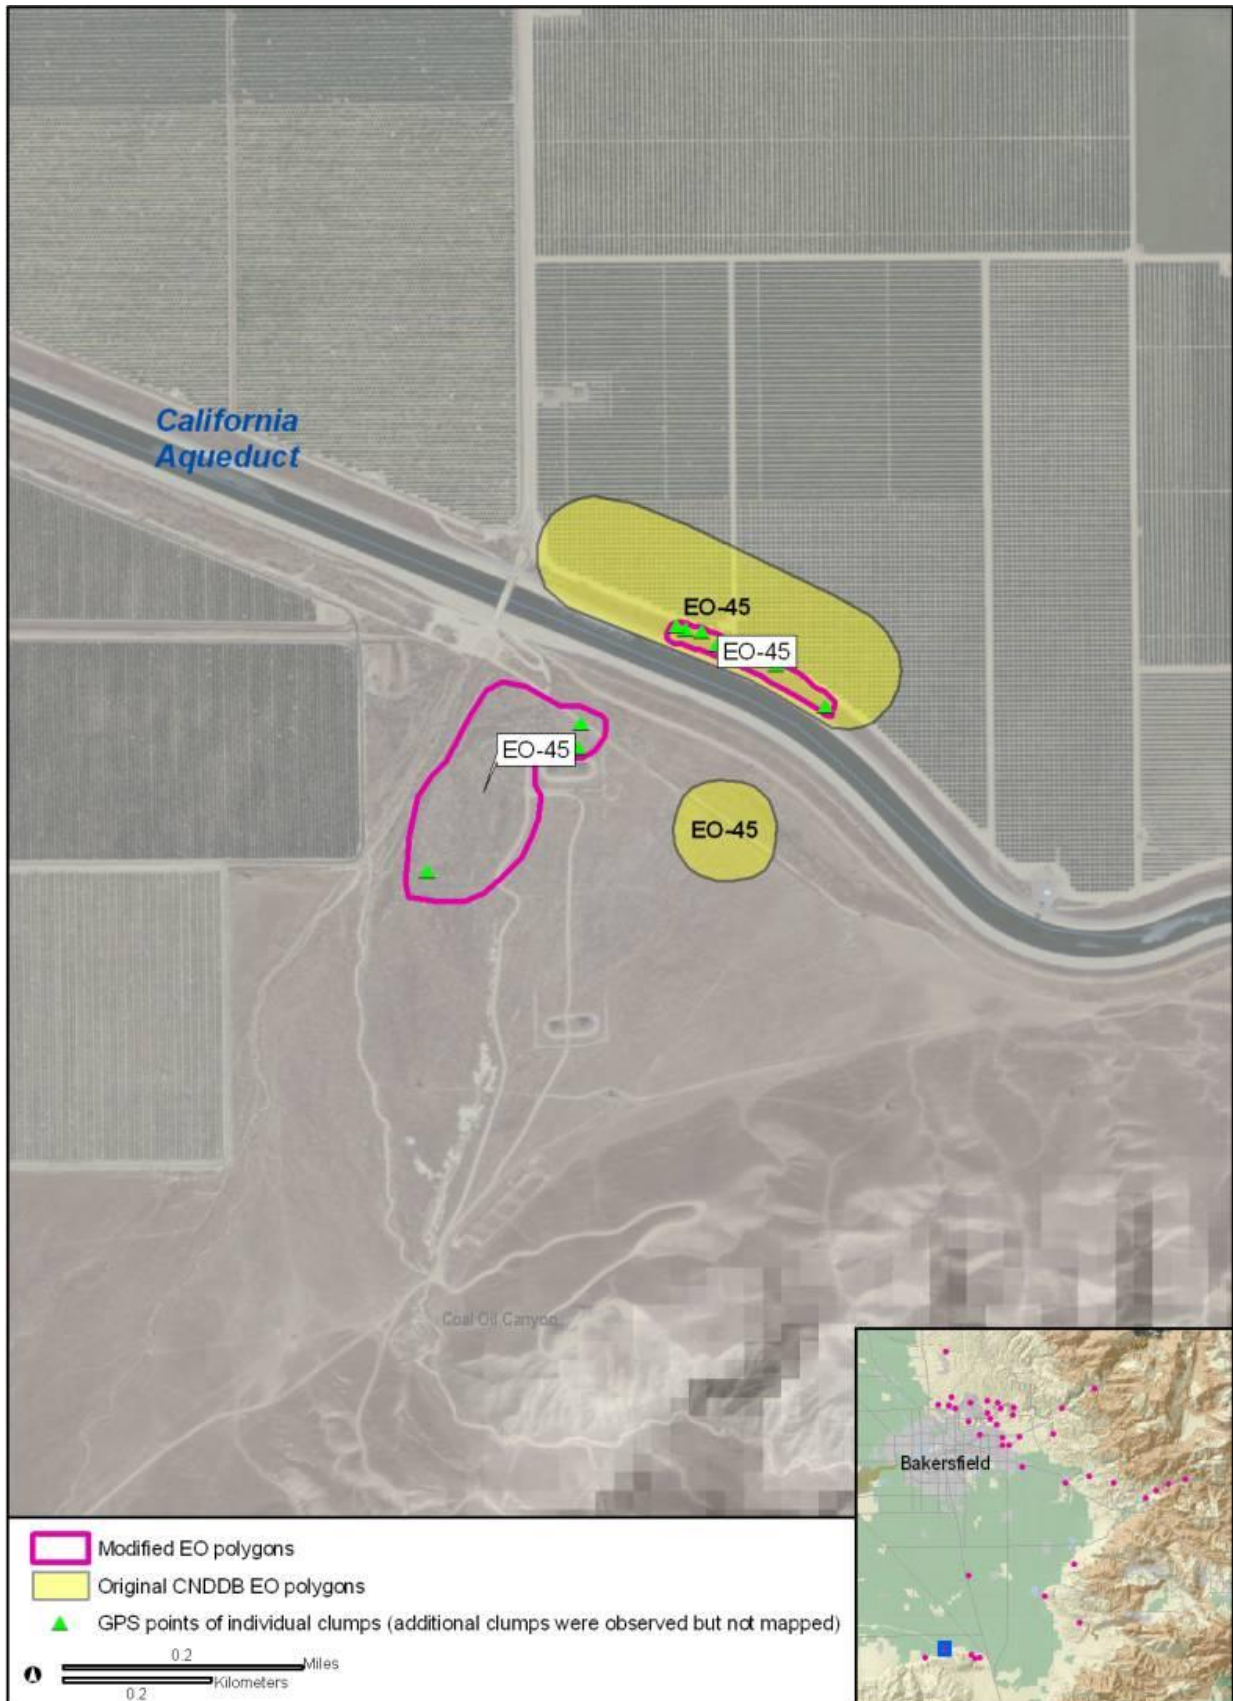 California
Aqueduct
EO-45
EO-45
EO-45
EO-45
Coal Oil Canyon
Bakersfield
Modified EO polygons
Original CNDDB EO polygons
GPS points of individual clumps (additional clumps were observed but not mapped)
0.2
Miles
Kilometers
0.2